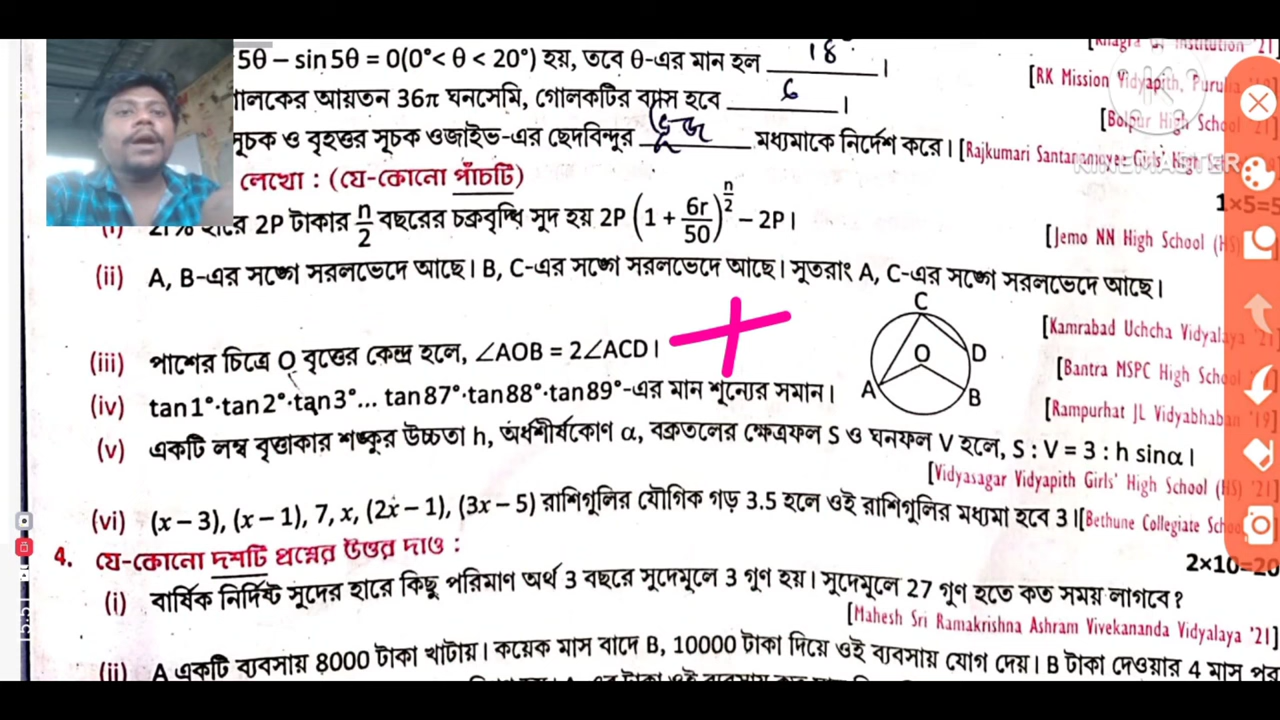 5θ − sin 5θ = 0(0°< θ < 20°) হয়, তবে θ-এর মান হল 18° ।
[RK Mission Vidyapith, Purulia
গোলকের আয়তন 36π ঘনসেমি, গোলকটির ব্যাস হবে 6 ।
[Bolpur High School
সূচক ও বৃহত্তর সূচক ওজাইভ-এর ছেদবিন্দুর ভুজ মধ্যমাকে নির্দেশ করে। [Rajkumari Santanamoyee Girls' High
KINEMASTER
লেখো : (যে-কোনো পাঁচটি)
1×5=5
(i) 21% হারে 2P টাকার n/2 বছরের চক্রবৃদ্ধি সুদ হয় 2P (1 + 6r/50)^(n/2) − 2P।
[Jemo NN High School (HS)
(ii) A, B-এর সঙ্গে সরলভেদে আছে। B, C-এর সঙ্গে সরলভেদে আছে। সুতরাং A, C-এর সঙ্গে সরলভেদে আছে।
[Kamrabad Uchcha Vidyalaya '21]
C
O
D
A
B
(iii) পাশের চিত্রে O বৃত্তের কেন্দ্র হলে, ∠AOB = 2∠ACD।
[Bantra MSPC High School
(iv) tan1°·tan2°·tan3°... tan87°·tan88°·tan89°-এর মান শূন্যের সমান।
[Rampurhat JL Vidyabhaban '19]
(v) একটি লম্ব বৃত্তাকার শঙ্কুর উচ্চতা h, অর্ধশীর্ষকোণ α, বক্রতলের ক্ষেত্রফল S ও ঘনফল V হলে, S : V = 3 : h sinα।
[Vidyasagar Vidyapith Girls' High School (HS) '21]
(vi) (x − 3), (x − 1), 7, x, (2x − 1), (3x − 5) রাশিগুলির যৌগিক গড় 3.5 হলে ওই রাশিগুলির মধ্যমা হবে 3।[Bethune Collegiate
4. যে-কোনো দশটি প্রশ্নের উত্তর দাও :
2×10=20
(i) বার্ষিক নির্দিষ্ট সুদের হারে কিছু পরিমাণ অর্থ 3 বছরে সুদেমূলে 3 গুণ হয়। সুদেমূলে 27 গুণ হতে কত সময় লাগবে?
[Mahesh Sri Ramakrishna Ashram Vivekananda Vidyalaya '21]
(ii) A একটি ব্যবসায় 8000 টাকা খাটায়। কয়েক মাস বাদে B, 10000 টাকা দিয়ে ওই ব্যবসায় যোগ দেয়। B টাকা দেওয়ার 4 মাস পর